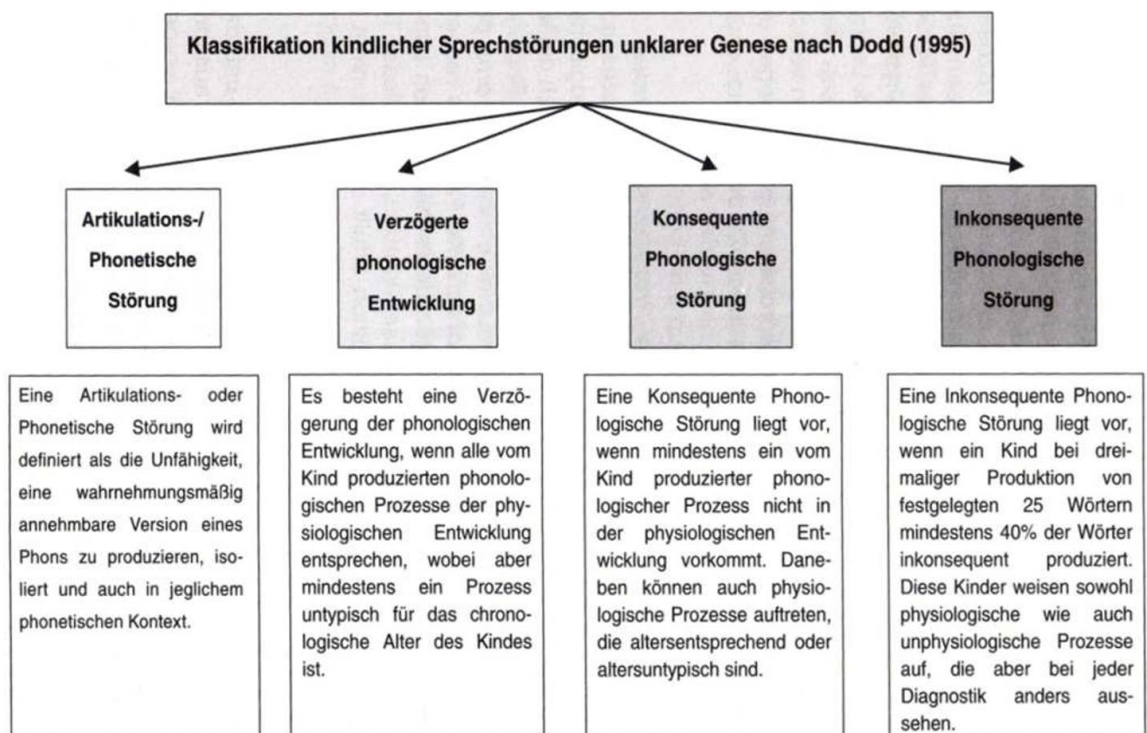 Klassifikation kindlicher Sprechstörungen unklarer Genese nach Dodd (1995)
Artikulations-/
Phonetische
Störung
Verzögerte
phonologische
Entwicklung
Konsequente
Phonologische
Störung
Inkonsequente
Phonologische
Störung
Eine Artikulations- oder
Phonetische Störung wird
definiert als die Unfähigkeit,
eine wahrnehmungsmäßig
annehmbare Version eines
Phons zu produzieren, iso-
liert und auch in jeglichem
phonetischen Kontext.
Es besteht eine Verzö-
gerung der phonologischen
Entwicklung, wenn alle vom
Kind produzierten phonolo-
gischen Prozesse der phy-
siologischen Entwicklung
entsprechen, wobei aber
mindestens ein Prozess
untypisch für das chrono-
logische Alter des Kindes
ist.
Eine Konsequente Phono-
logische Störung liegt vor,
wenn mindestens ein vom
Kind produzierter phono-
logischer Prozess nicht in
der physiologischen Ent-
wicklung vorkommt. Dane-
ben können auch physio-
logische Prozesse auftreten,
die altersentsprechend oder
altersuntypisch sind.
Eine Inkonsequente Phono-
logische Störung liegt vor,
wenn ein Kind bei drei-
maliger Produktion von
festgelegten 25 Wörtern
mindestens 40% der Wörter
inkonsequent produziert.
Diese Kinder weisen sowohl
physiologische wie auch
unphysiologische Prozesse
auf, die aber bei jeder
Diagnostik anders aus-
sehen.